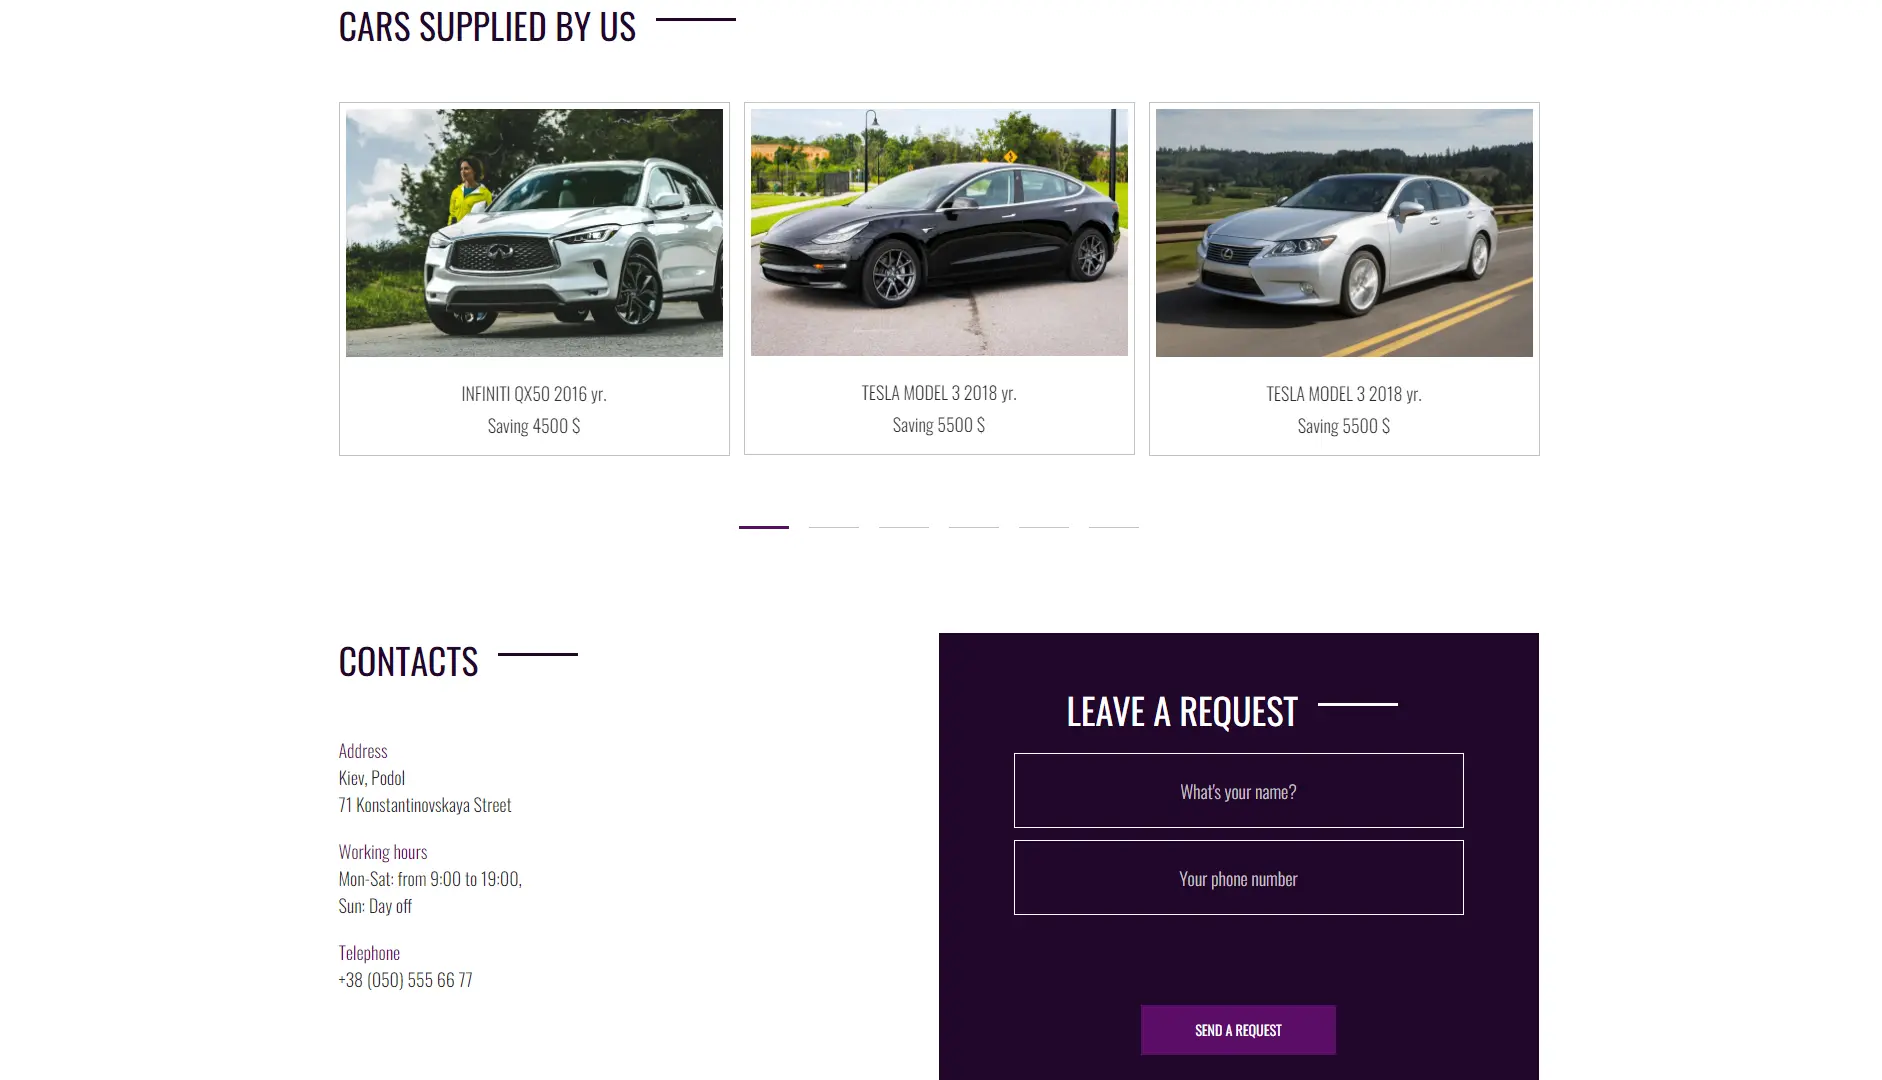 CARS SUPPLIED BY US
INFINITI QX50 2016 yr.
Saving 4500 $
TESLA MODEL 3 2018 yr.
Saving 5500 $
TESLA MODEL 3 2018 yr.
Saving 5500 $
CONTACTS
Address
Kiev, Podol
71 Konstantinovskaya Street
Working hours
Mon-Sat: from 9:00 to 19:00,
Sun: Day off
Telephone
+38 (050) 555 66 77
LEAVE A REQUEST
What's your name?
Your phone number
SEND A REQUEST